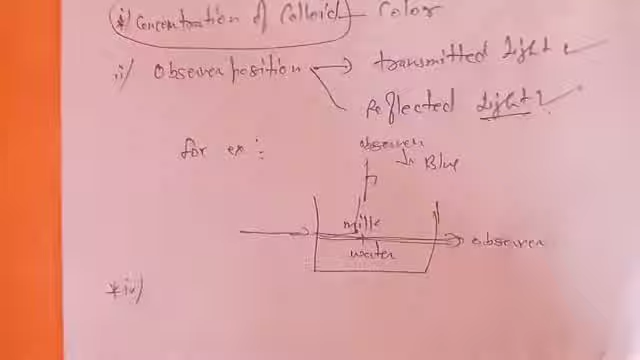 *i) Concentration of Colloid - Color
ii) Observer position → transmitted light
Reflected light
for ex:
observer
↳ Blue
milk
+
water
observer
*iv)